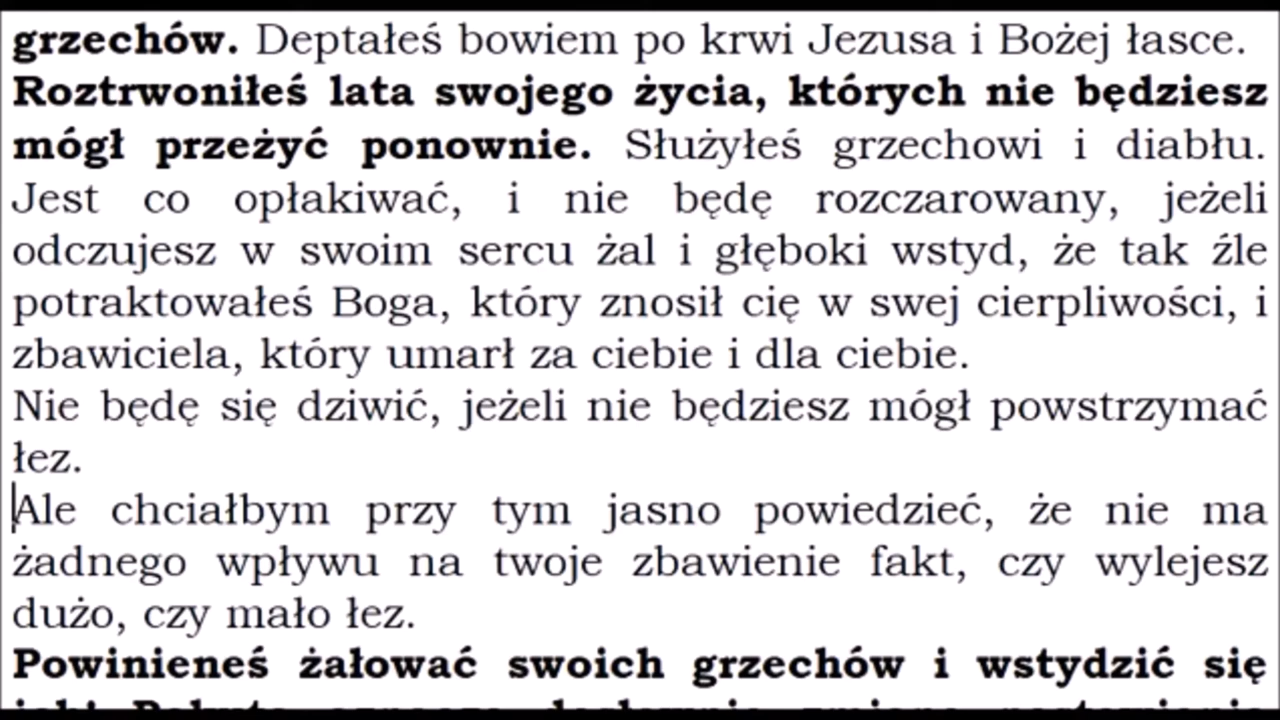 grzechów. Deptałeś bowiem po krwi Jezusa i Bożej łasce.
Roztrwoniłeś lata swojego życia, których nie będziesz
mógł przeżyć ponownie. Służyłeś grzechowi i diabłu.
Jest co opłakiwać, i nie będę rozczarowany, jeżeli
odczujesz w swoim sercu żal i głęboki wstyd, że tak źle
potraktowałeś Boga, który znosił cię w swej cierpliwości, i
zbawiciela, który umarł za ciebie i dla ciebie.
Nie będę się dziwić, jeżeli nie będziesz mógł powstrzymać
łez.
Ale chciałbym przy tym jasno powiedzieć, że nie ma
żadnego wpływu na twoje zbawienie fakt, czy wylejesz
dużo, czy mało łez.
Powinieneś żałować swoich grzechów i wstydzić się